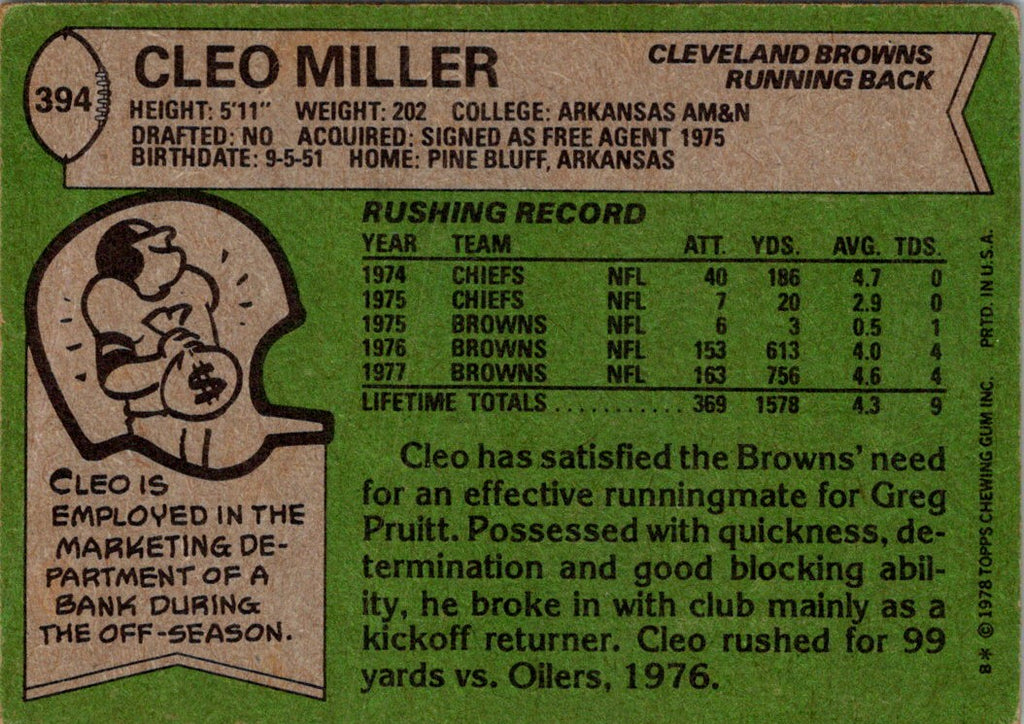 394
CLEO MILLER
CLEVELAND BROWNS
RUNNING BACK
HEIGHT: 5'11" WEIGHT: 202 COLLEGE: ARKANSAS AM&N
DRAFTED: NO ACQUIRED: SIGNED AS FREE AGENT 1975
BIRTHDATE: 9-5-51 HOME: PINE BLUFF, ARKANSAS
$
CLEO IS
EMPLOYED IN THE
MARKETING DE-
PARTMENT OF A
BANK DURING
THE OFF-SEASON.
RUSHING RECORD
YEAR TEAM ATT. YDS. AVG. TDS.
1974 CHIEFS NFL 40 186 4.7 0
1975 CHIEFS NFL 7 20 2.9 0
1975 BROWNS NFL 6 3 0.5 1
1976 BROWNS NFL 153 613 4.0 4
1977 BROWNS NFL 163 756 4.6 4
LIFETIME TOTALS ............ 369 1578 4.3 9
Cleo has satisfied the Browns' need
for an effective runningmate for Greg
Pruitt. Possessed with quickness, de-
termination and good blocking abil-
ity, he broke in with club mainly as a
kickoff returner. Cleo rushed for 99
yards vs. Oilers, 1976.
8* © 1978 TOPPS CHEWING GUM INC. PRTD. IN U.S.A.